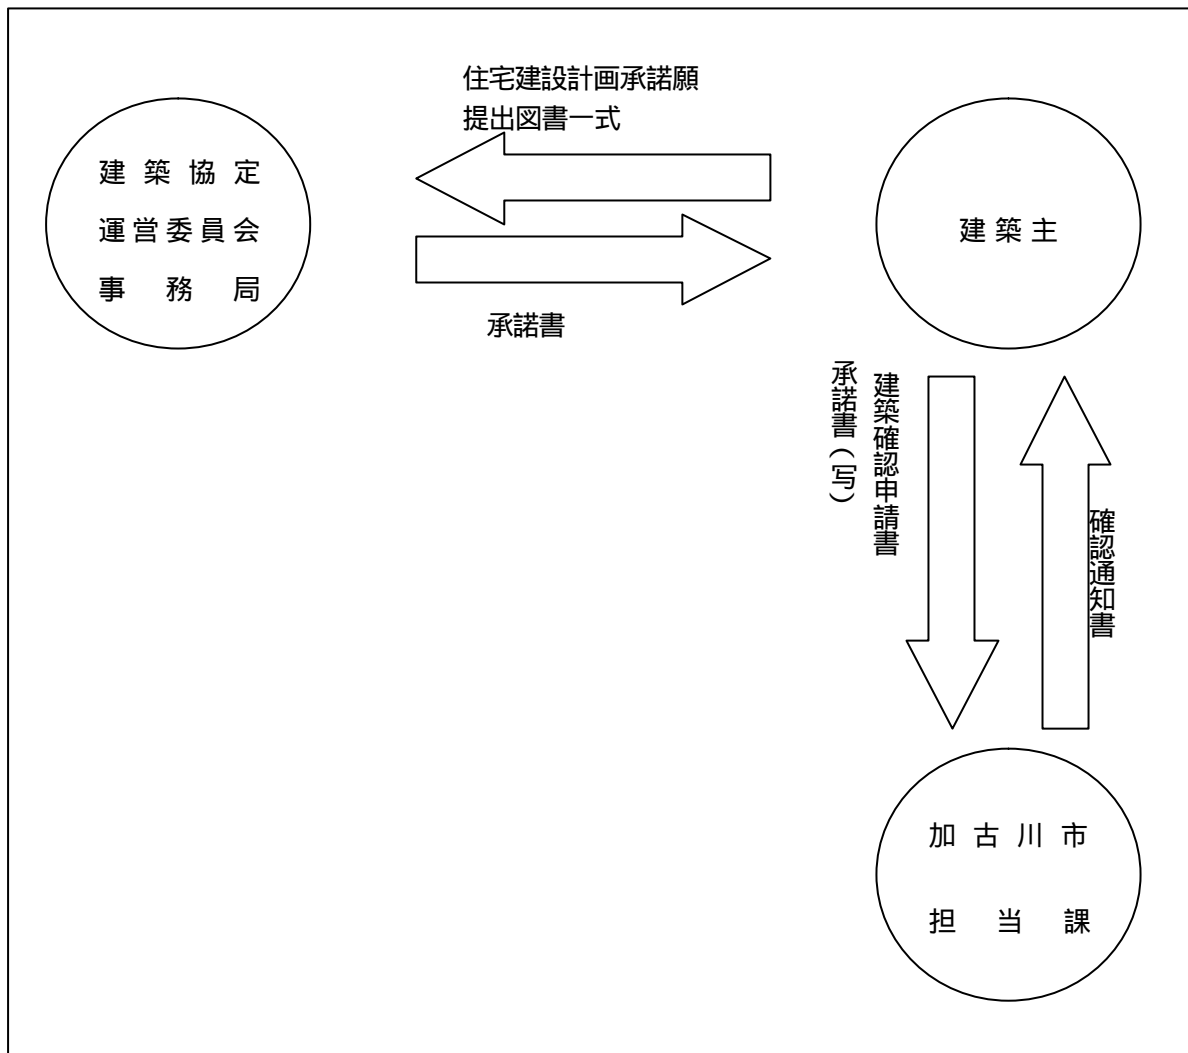 住宅建設計画承諾願
提出図書一式
建築協定
運営委員会
事務局
建築主
承諾書
建築確認申請書
承諾書(写)
確認通知書
加古川市
担当課